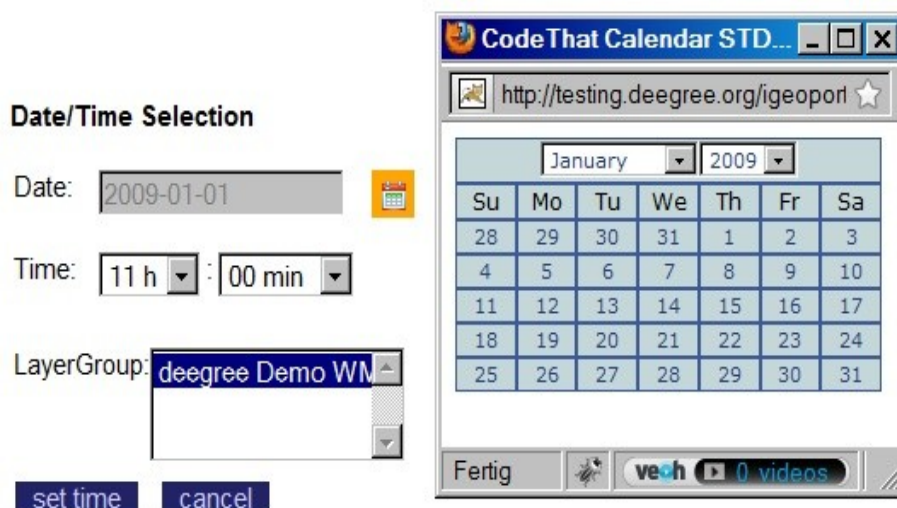 Date/Time Selection
Date: 2009-01-01
Time: 11 h : 00 min
LayerGroup: deegree Demo WM
set time cancel
CodeThat Calendar STD...
http://testing.deegree.org/igeoport
January 2009
Su Mo Tu We Th Fr Sa
28 29 30 31 1 2 3
4 5 6 7 8 9 10
11 12 13 14 15 16 17
18 19 20 21 22 23 24
25 26 27 28 29 30 31
Fertig veoh 0 videos